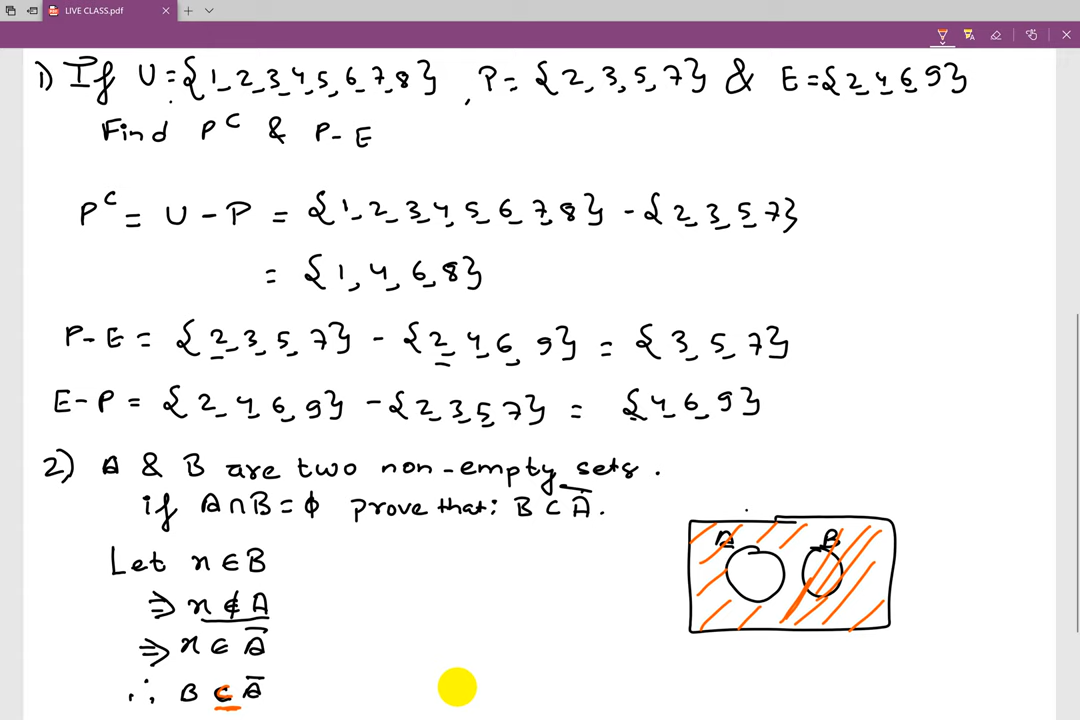 LIVE CLASS.pdf
1) If U = {1, 2, 3, 4, 5, 6, 7, 8}, P = {2, 3, 5, 7} & E = {2, 4, 6, 9}
Find P^C & P - E
P^C = U - P = {1, 2, 3, 4, 5, 6, 7, 8} - {2, 3, 5, 7}
= {1, 4, 6, 8}
P - E = {2, 3, 5, 7} - {2, 4, 6, 9} = {3, 5, 7}
E - P = {2, 4, 6, 9} - {2, 3, 5, 7} = {4, 6, 9}
2) A & B are two non-empty sets.
if A ∩ B = ϕ prove that: B ⊂ A̅.
A B
Let x ∈ B
⇒ x ∉ A
⇒ x ∈ A̅
∴ B ⊂ A̅